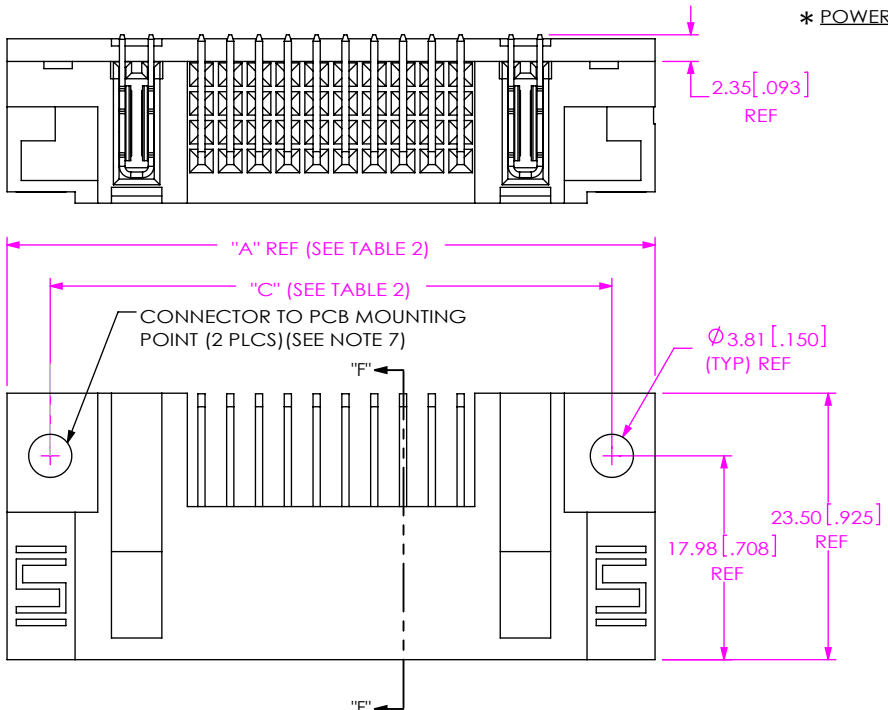 * POWER
2.35[.093]
REF
"A" REF (SEE TABLE 2)
"C" (SEE TABLE 2)
CONNECTOR TO PCB MOUNTING
POINT (2 PLCS)(SEE NOTE 7)
"F"
Ø3.81[.150]
(TYP) REF
23.50[.925]
REF
17.98[.708]
REF
"F"